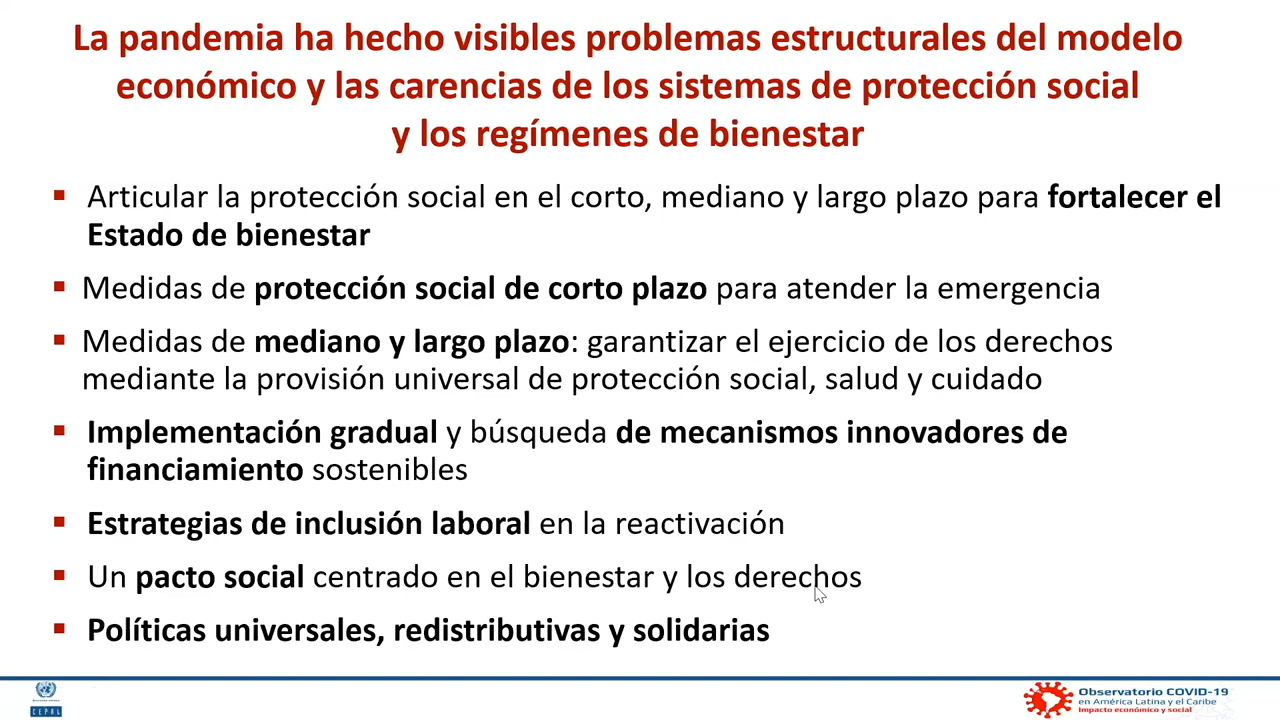 La pandemia ha hecho visibles problemas estructurales del modelo
económico y las carencias de los sistemas de protección social
y los regímenes de bienestar
Articular la protección social en el corto, mediano y largo plazo para fortalecer el
Estado de bienestar
Medidas de protección social de corto plazo para atender la emergencia
Medidas de mediano y largo plazo: garantizar el ejercicio de los derechos
mediante la provisión universal de protección social, salud y cuidado
Implementación gradual y búsqueda de mecanismos innovadores de
financiamiento sostenibles
Estrategias de inclusión laboral en la reactivación
Un pacto social centrado en el bienestar y los derechos
Políticas universales, redistributivas y solidarias
CEPAL
Observatorio COVID-19
en América Latina y el Caribe
Impacto económico y social